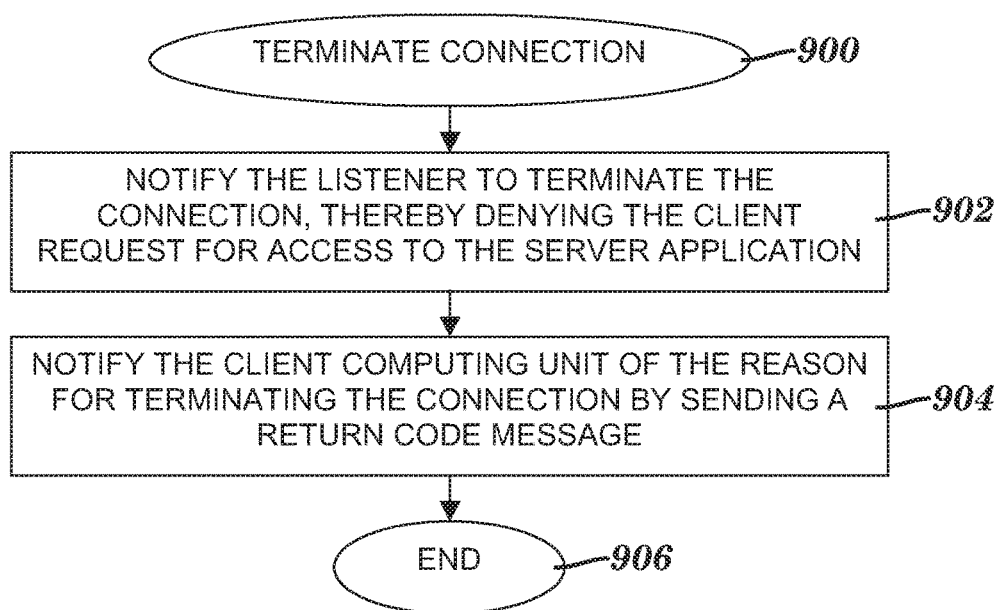 TERMINATE CONNECTION
900
NOTIFY THE LISTENER TO TERMINATE THE
CONNECTION, THEREBY DENYING THE CLIENT
REQUEST FOR ACCESS TO THE SERVER APPLICATION
902
NOTIFY THE CLIENT COMPUTING UNIT OF THE REASON
FOR TERMINATING THE CONNECTION BY SENDING A
RETURN CODE MESSAGE
904
END
906